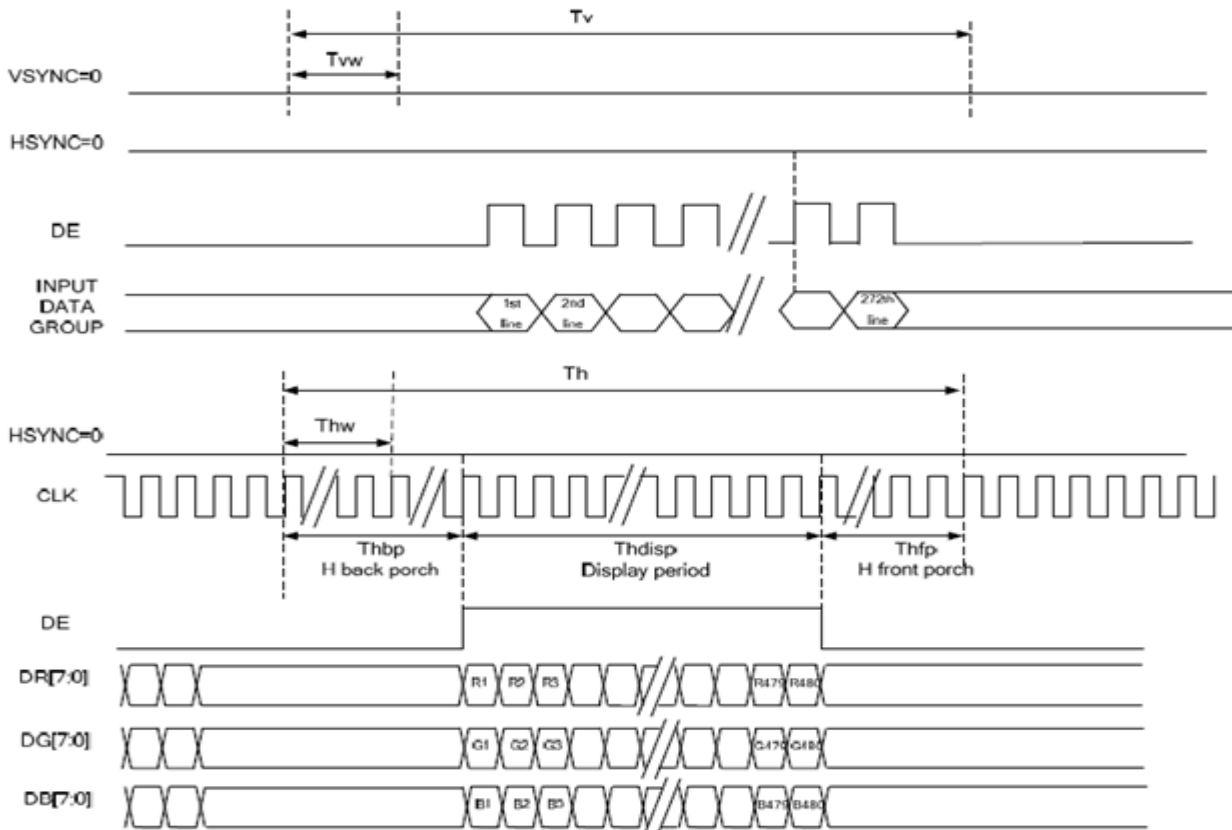 Tv
Tvw
VSYNC=0
HSYNC=0
DE
INPUT
DATA
GROUP
1st
line
2nd
line
272th
line
Th
Thw
HSYNC=0
CLK
Thbp
H back porch
Thdisp
Display period
Thfp
H front porch
DE
DR[7:0]
R1 R2 R3 R479 R480
DG[7:0]
G1 G2 G3 G479 G480
DB[7:0]
B1 B2 B3 B479 B480